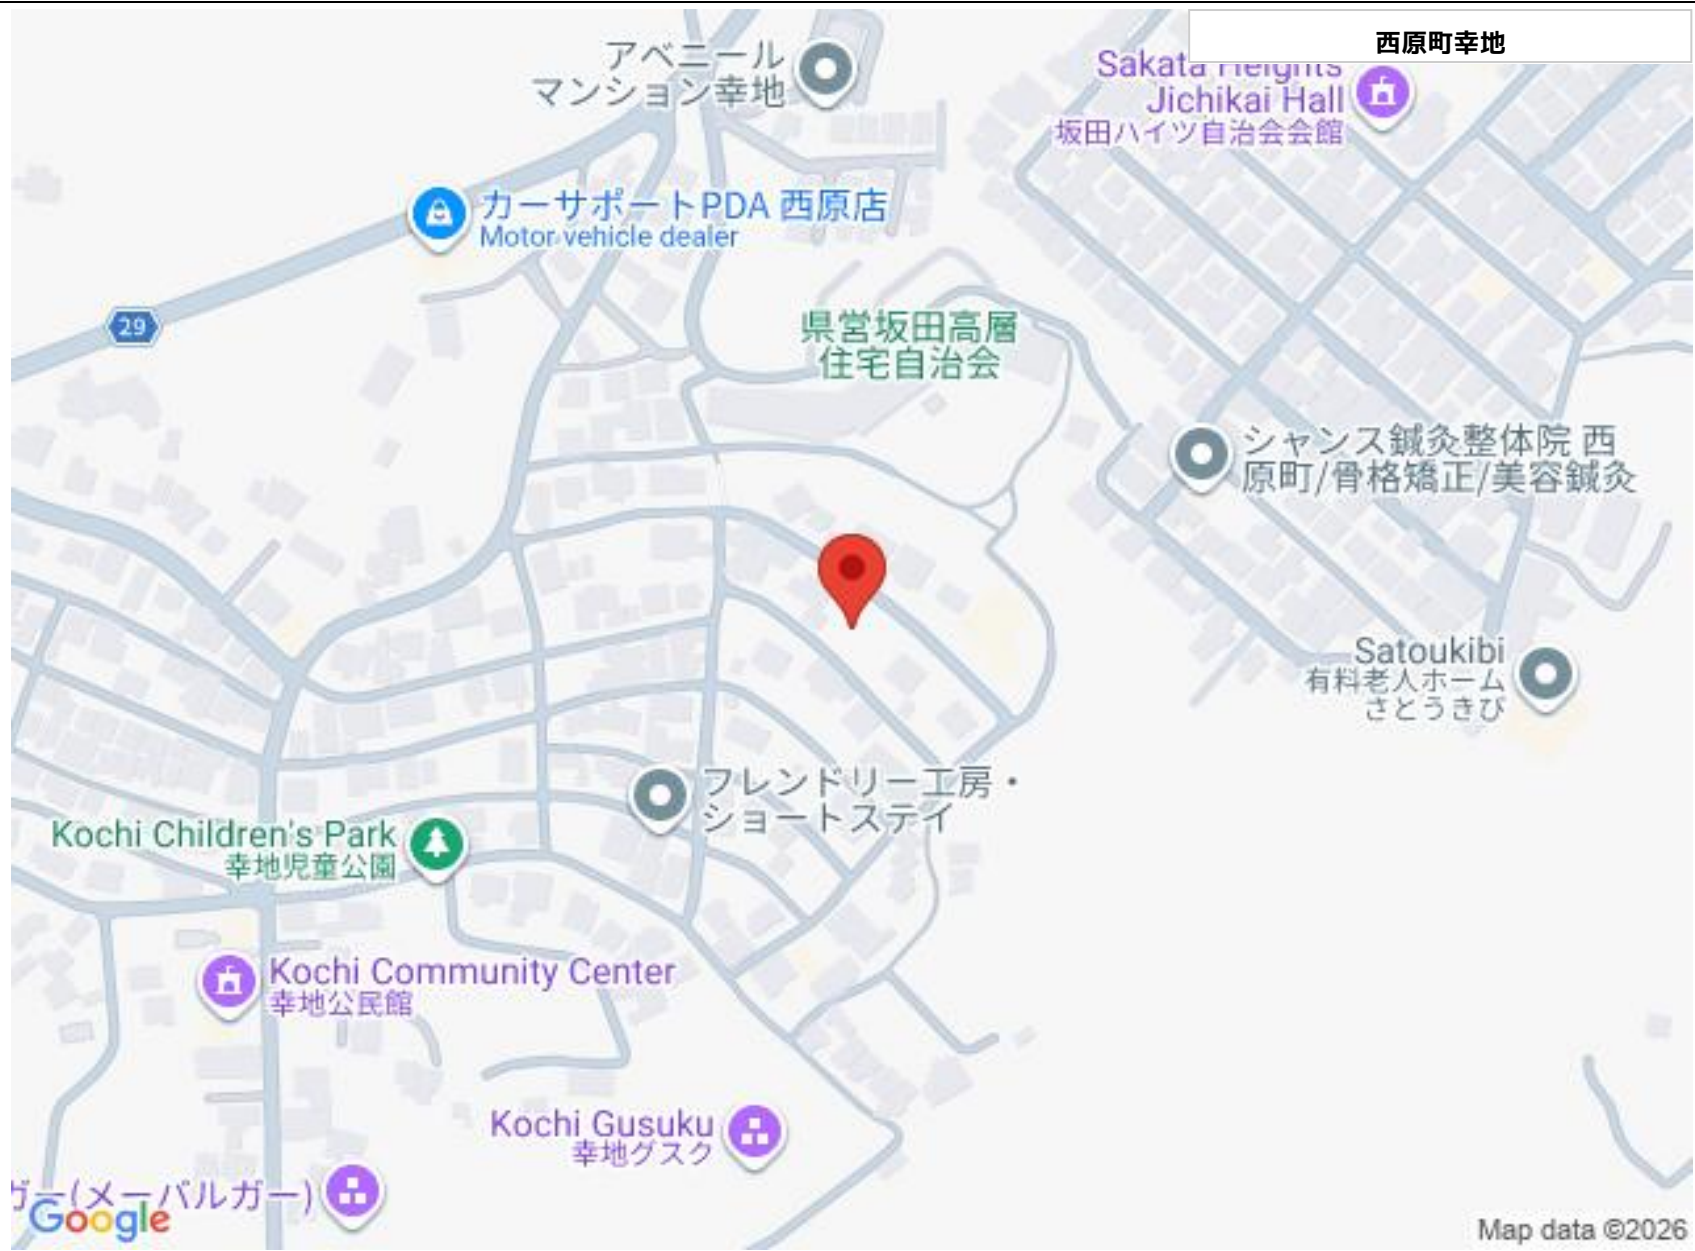 西原町幸地
アベニール
マンション幸地
Sakata Heights
Jichikai Hall
坂田ハイツ自治会会館
カーサポートPDA 西原店
Motor vehicle dealer
29
県営坂田高層
住宅自治会
シャンス鍼灸整体院 西
原町/骨格矯正/美容鍼灸
Satoukibi
有料老人ホーム
さとうきび
フレンドリー工房・
ショートステイ
Kochi Children's Park
幸地児童公園
Kochi Community Center
幸地公民館
Kochi Gusuku
幸地グスク
ガー(メーバルガー)
Google
Map data ©2026